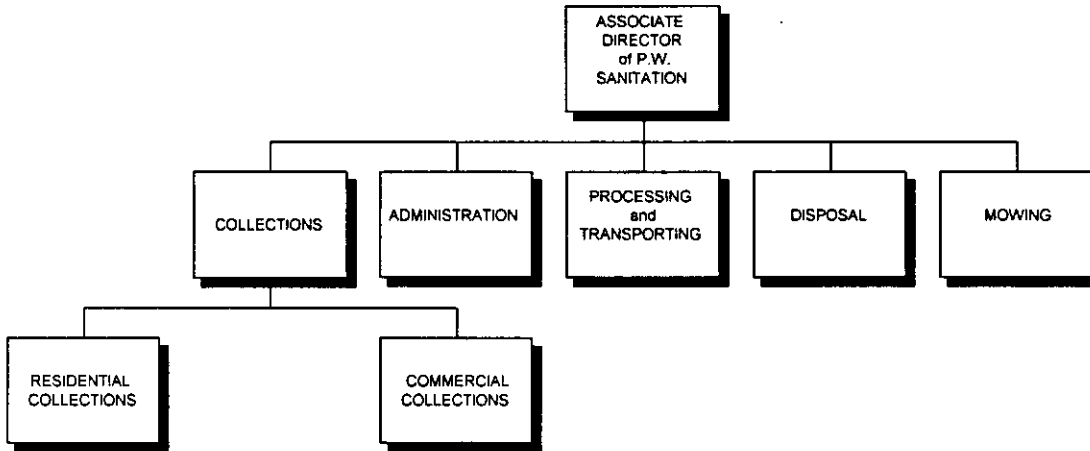 ASSOCIATE
DIRECTOR
of P.W.
SANITATION
COLLECTIONS
ADMINISTRATION
PROCESSING
and
TRANSPORTING
DISPOSAL
MOWING
RESIDENTIAL
COLLECTIONS
COMMERCIAL
COLLECTIONS